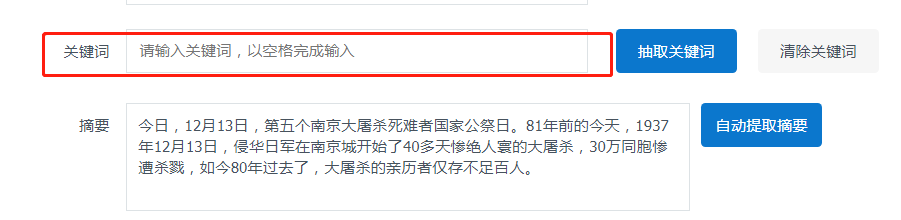 关键词 请输入关键词，以空格完成输入 抽取关键词 清除关键词
摘要 今日，12月13日，第五个南京大屠杀死难者国家公祭日。81年前的今天，1937 自动提取摘要
年12月13日，侵华日军在南京城开始了40多天惨绝人寰的大屠杀，30万同胞惨
遭杀戮，如今80年过去了，大屠杀的亲历者仅存不足百人。